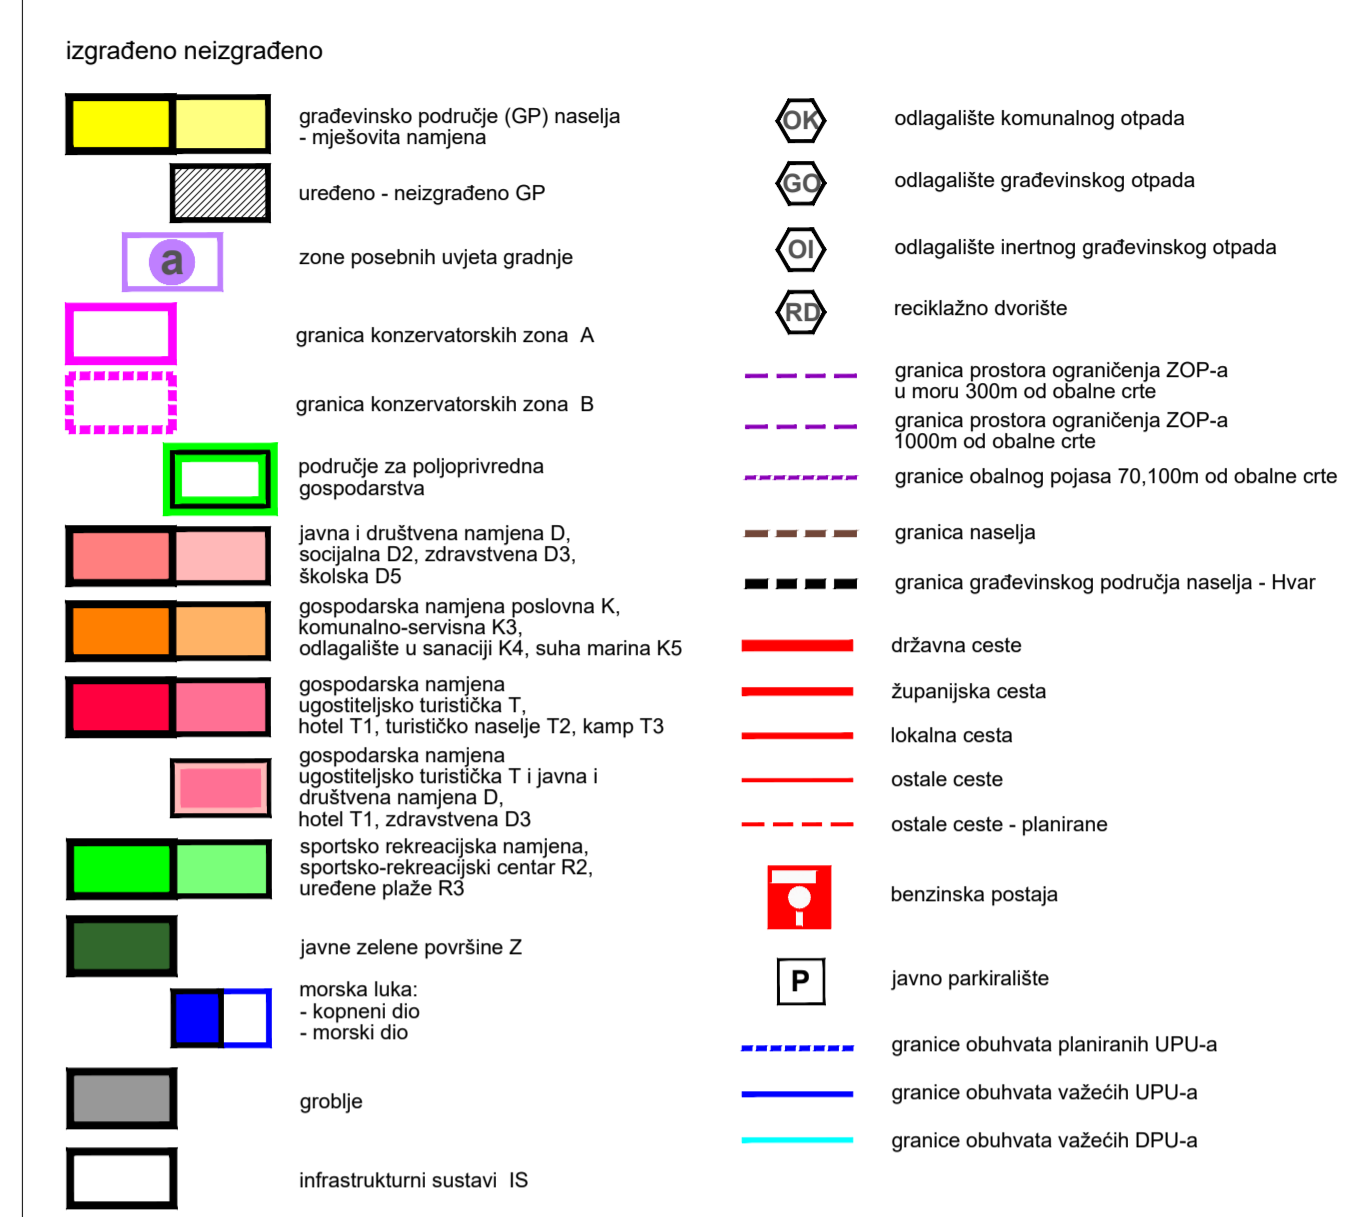 izgrađeno neizgrađeno
građevinsko područje (GP) naselja
- mješovita namjena
uređeno - neizgrađeno GP
a
zone posebnih uvjeta gradnje
granica konzervatorskih zona  A
granica konzervatorskih zona  B
područje za poljoprivredna
gospodarstva
javna i društvena namjena D,
socijalna D2, zdravstvena D3,
školska D5
gospodarska namjena poslovna K,
komunalno-servisna K3,
odlagalište u sanaciji K4, suha marina K5
gospodarska namjena
ugostiteljsko turistička T,
hotel T1, turističko naselje T2, kamp T3
gospodarska namjena
ugostiteljsko turistička T i javna i
društvena namjena D,
hotel T1, zdravstvena D3
sportsko rekreacijska namjena,
sportsko-rekreacijski centar R2,
uređene plaže R3
javne zelene površine Z
morska luka:
- kopneni dio
- morski dio
groblje
infrastrukturni sustavi  IS
OK
odlagalište komunalnog otpada
GO
odlagalište građevinskog otpada
OI
odlagalište inertnog građevinskog otpada
RD
reciklažno dvorište
granica prostora ograničenja ZOP-a
u moru 300m od obalne crte
granica prostora ograničenja ZOP-a
1000m od obalne crte
granice obalnog pojasa 70,100m od obalne crte
granica naselja
granica građevinskog područja naselja - Hvar
državna ceste
županijska cesta
lokalna cesta
ostale ceste
ostale ceste - planirane
benzinska postaja
P
javno parkiralište
granice obuhvata planiranih UPU-a
granice obuhvata važećih UPU-a
granice obuhvata važećih DPU-a